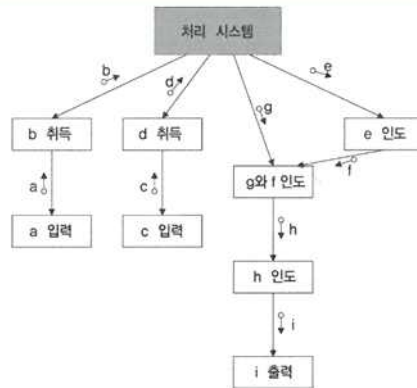 처리 시스템
b
d
g
e
b 취득
d 취득
e 인도
a
c
g와 f 인도
f
a 입력
c 입력
h
h 인도
i
i 출력